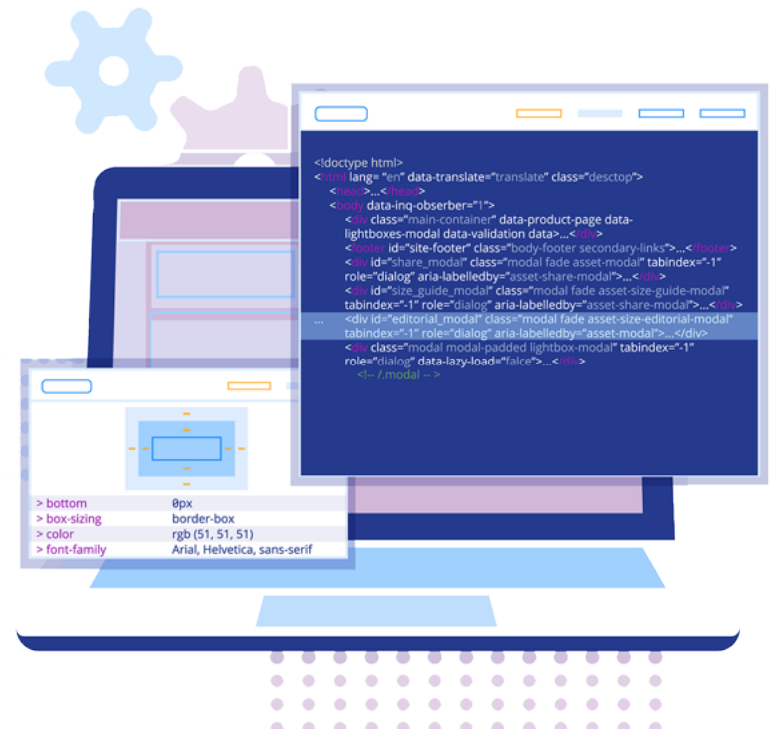 <!doctype html>
<html lang= “en” data-translate=”translate” class=”desctop”>
<head>...</head>
<body data-inq-obserber=”1”>
<div class=”main-container” data-product-page data-
lightboxes-modal data-validation data>...</div>
<footer id=”site-footer” class=”body-footer secondary-links”>...</footer>
<div id=”share_modal” class=”modal fade asset-modal” tabindex=”-1”
role=”dialog” aria-labelledby=”asset-share-modal”>...</div>
<div id=”size_guide_modal” class=”modal fade asset-size-guide-modal”
tabindex=”-1” role=”dialog” aria-labelledby=”asset-share-modal”>...</div>
... <div id=”editorial_modal” class=”modal fade asset-size-editorial-modal”
tabindex=”-1” role=”dialog” aria-labelledby=”asset-modal”>...</div>
<div class=”modal modal-padded lightbox-modal” tabindex=”-1”
role=”dialog” data-lazy-load=”falce”>...</div>
<!-- /.modal -- >
> bottom 0px
> box-sizing border-box
> color rgb (51, 51, 51)
> font-family Arial, Helvetica, sans-serif